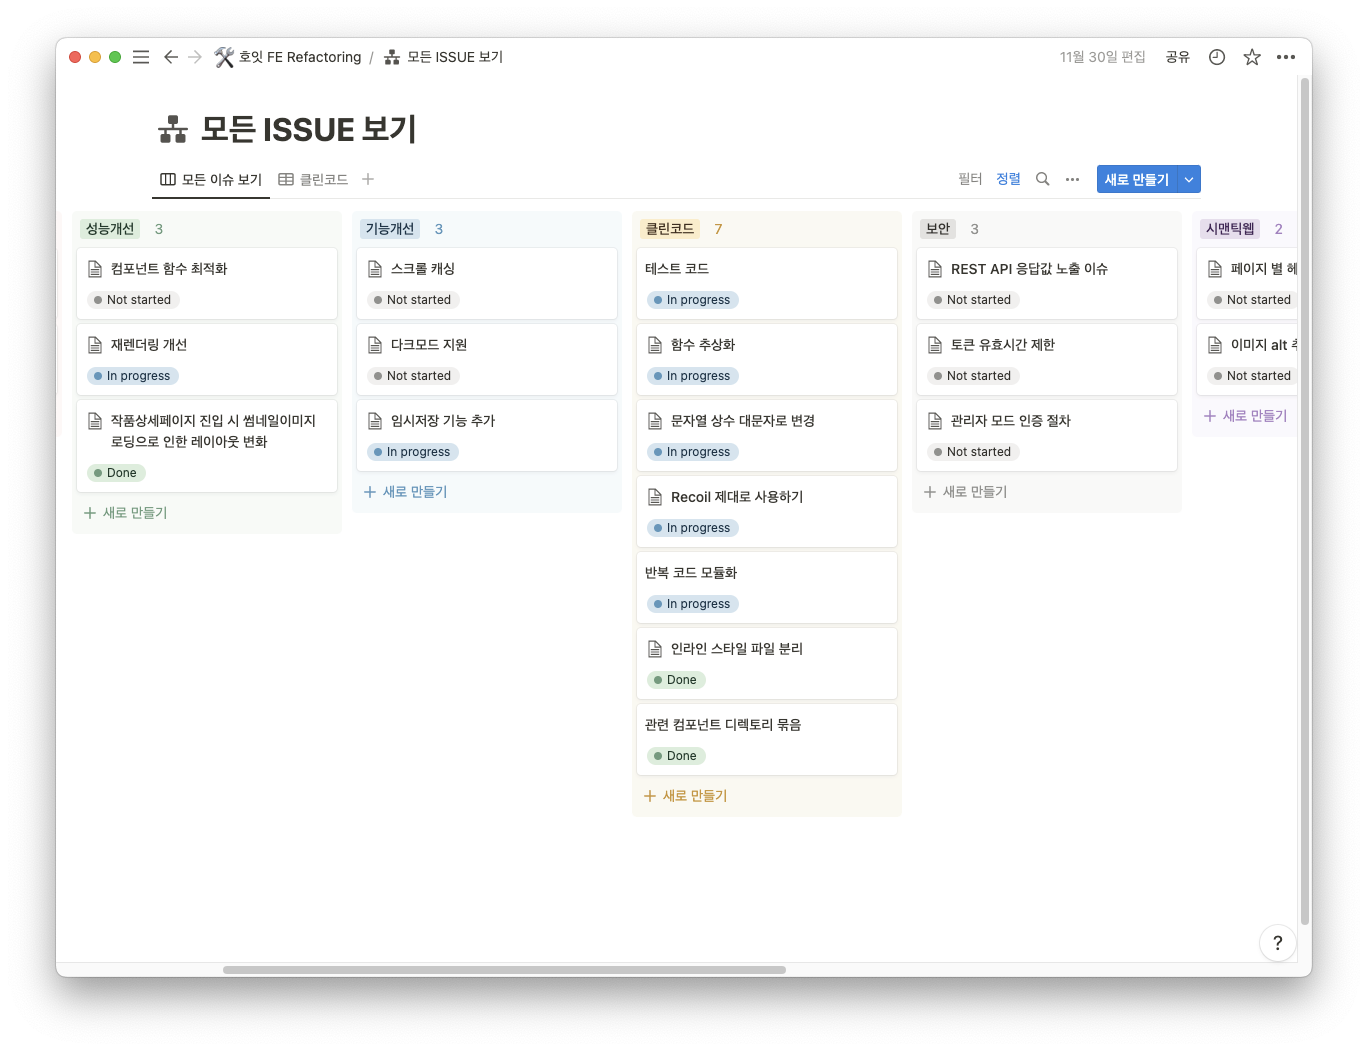 호잇 FE Refactoring / 모든 ISSUE 보기
11월 30일 편집 공유
모든 ISSUE 보기
모든 이슈 보기 클린코드
필터 정렬 새로 만들기
성능개선 3
컴포넌트 함수 최적화
Not started
재렌더링 개선
In progress
작품상세페이지 진입 시 썸네일이미지
로딩으로 인한 레이아웃 변화
Done
+ 새로 만들기
기능개선 3
스크롤 캐싱
Not started
다크모드 지원
Not started
임시저장 기능 추가
In progress
+ 새로 만들기
클린코드 7
테스트 코드
In progress
함수 추상화
In progress
문자열 상수 대문자로 변경
In progress
Recoil 제대로 사용하기
In progress
반복 코드 모듈화
In progress
인라인 스타일 파일 분리
Done
관련 컴포넌트 디렉토리 묶음
Done
+ 새로 만들기
보안 3
REST API 응답값 노출 이슈
Not started
토큰 유효시간 제한
Not started
관리자 모드 인증 절차
Not started
+ 새로 만들기
시맨틱웹 2
페이지 별 헤
Not started
이미지 alt
Not started
+ 새로 만들기
?